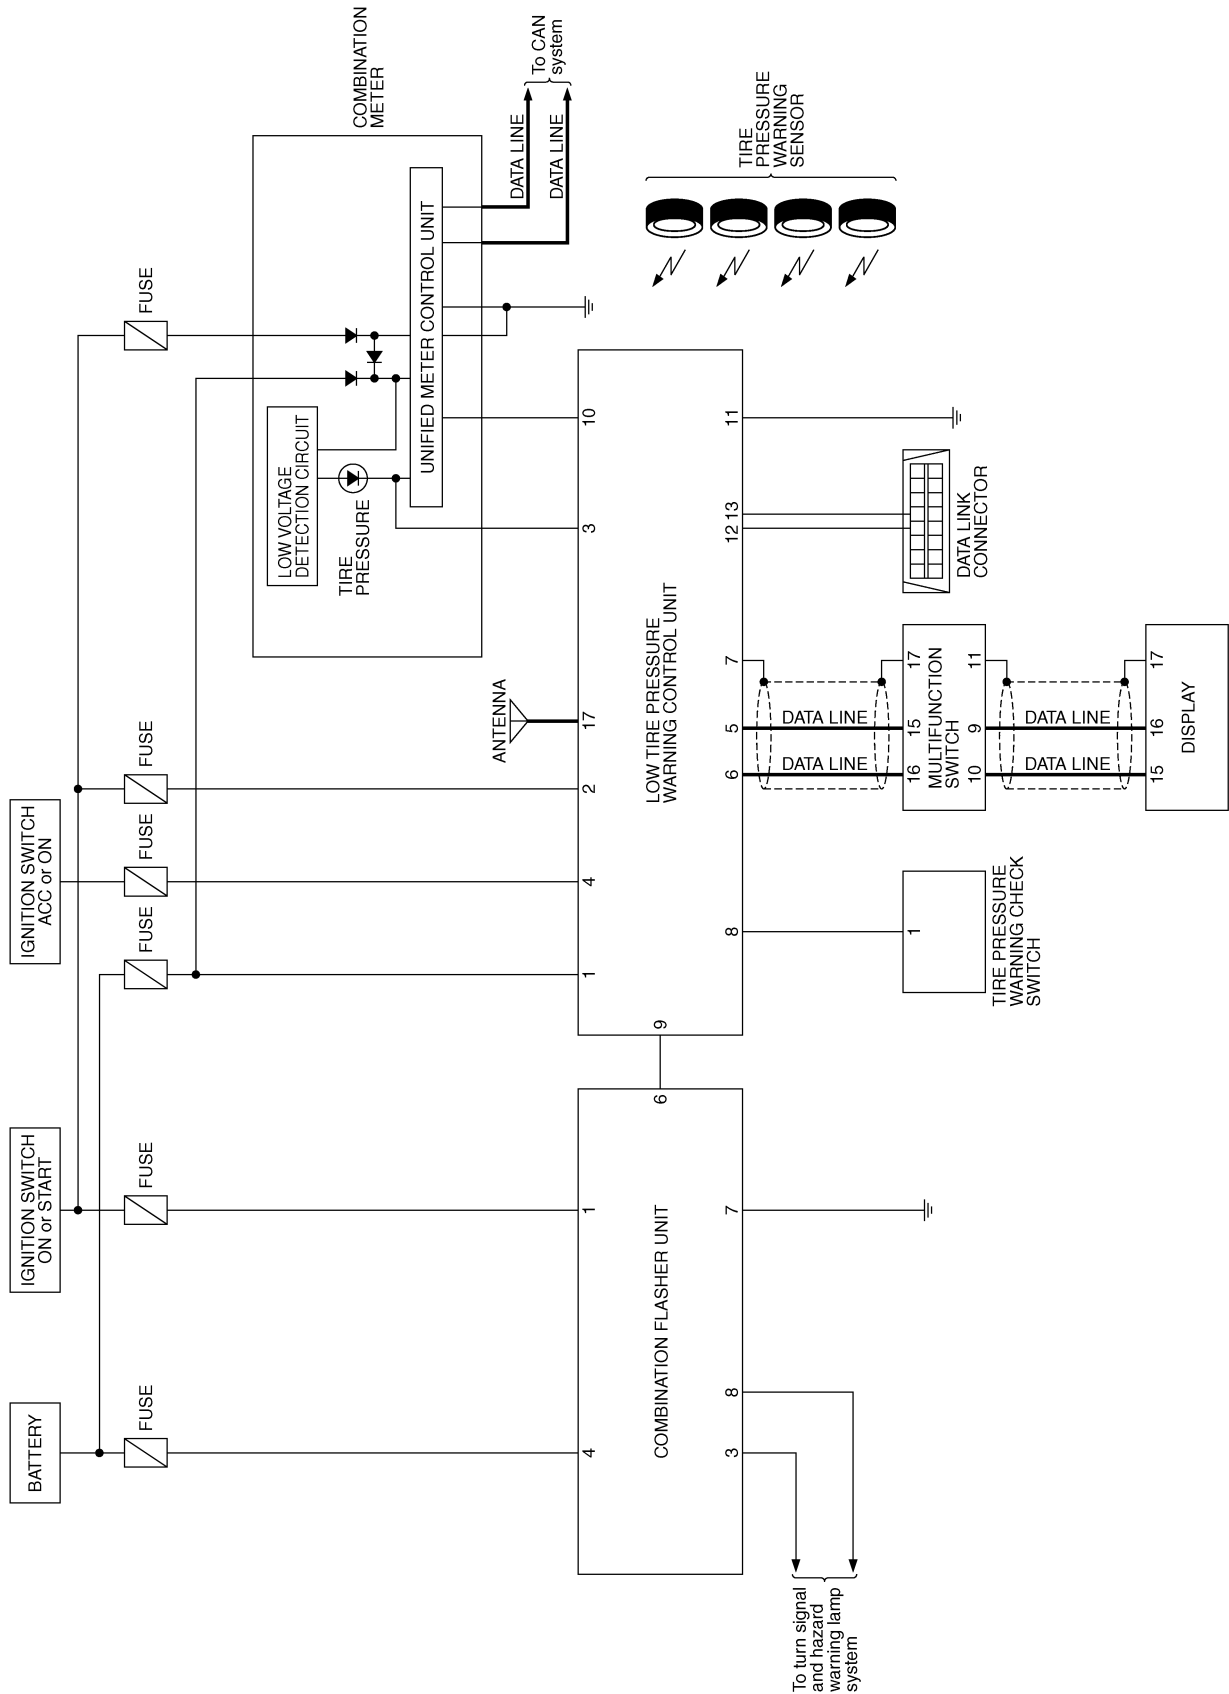 BATTERY
IGNITION SWITCH
ON or START
IGNITION SWITCH
ACC or ON
FUSE
FUSE
FUSE
FUSE
FUSE
FUSE
COMBINATION
METER
LOW VOLTAGE
DETECTION CIRCUIT
TIRE
PRESSURE
UNIFIED METER CONTROL UNIT
DATA LINE
DATA LINE
To CAN
system
ANTENNA
4
1
1
4
2
17
3
10
COMBINATION FLASHER UNIT
6
9
LOW TIRE PRESSURE
WARNING CONTROL UNIT
TIRE
PRESSURE
WARNING
SENSOR
3
8
7
8
6
5
7
12
13
11
To turn signal
and hazard
warning lamp
system
1
TIRE PRESSURE
WARNING CHECK
SWITCH
DATA LINE
DATA LINE
16
15
17
MULTIFUNCTION
SWITCH
10
9
11
DATA LINK
CONNECTOR
DATA LINE
DATA LINE
15
16
17
DISPLAY